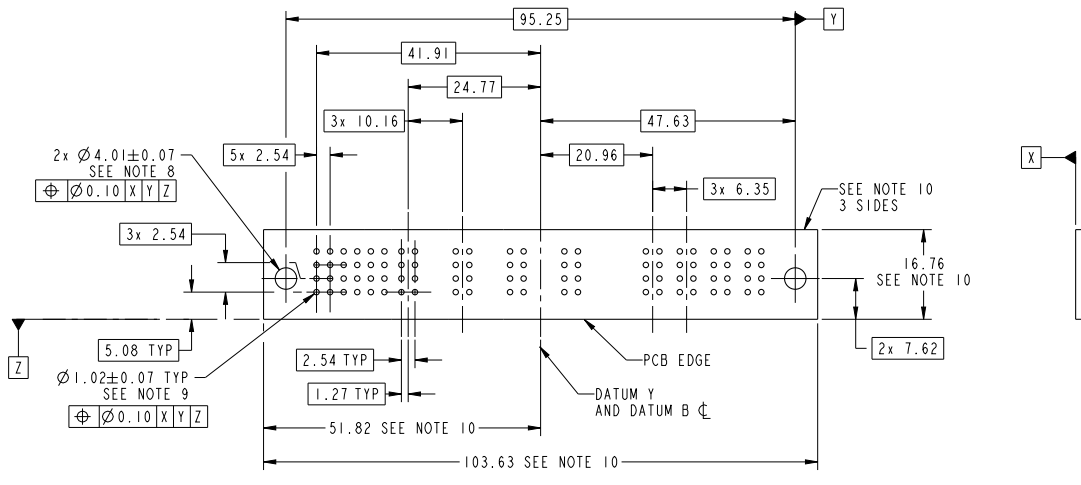 95.25
Y
41.91
24.77
3x 10.16
47.63
2x Ø4.01±0.07
SEE NOTE 8
⌖ Ø0.10 X Y Z
5x 2.54
20.96
X
3x 6.35
SEE NOTE 10
3 SIDES
3x 2.54
16.76
SEE NOTE 10
Z
5.08 TYP
2.54 TYP
PCB EDGE
2x 7.62
Ø1.02±0.07 TYP
SEE NOTE 9
⌖ Ø0.10 X Y Z
1.27 TYP
DATUM Y
AND DATUM B ℄
51.82 SEE NOTE 10
103.63 SEE NOTE 10